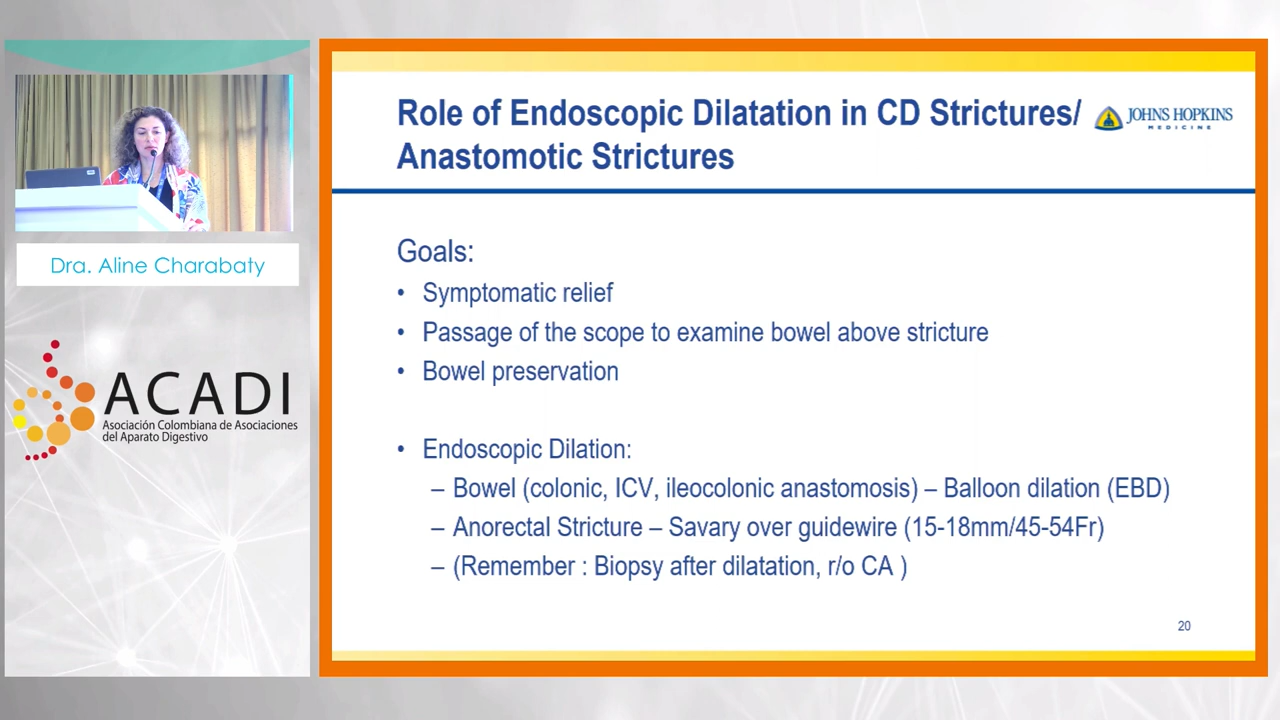 Dra. Aline Charabaty
ACADI
Asociación Colombiana de Asociaciones
del Aparato Digestivo
Role of Endoscopic Dilatation in CD Strictures/
Anastomotic Strictures
JOHNS HOPKINS
MEDICINE
Goals:
• Symptomatic relief
• Passage of the scope to examine bowel above stricture
• Bowel preservation
• Endoscopic Dilation:
– Bowel (colonic, ICV, ileocolonic anastomosis) – Balloon dilation (EBD)
– Anorectal Stricture – Savary over guidewire (15-18mm/45-54Fr)
– (Remember : Biopsy after dilatation, r/o CA )
20